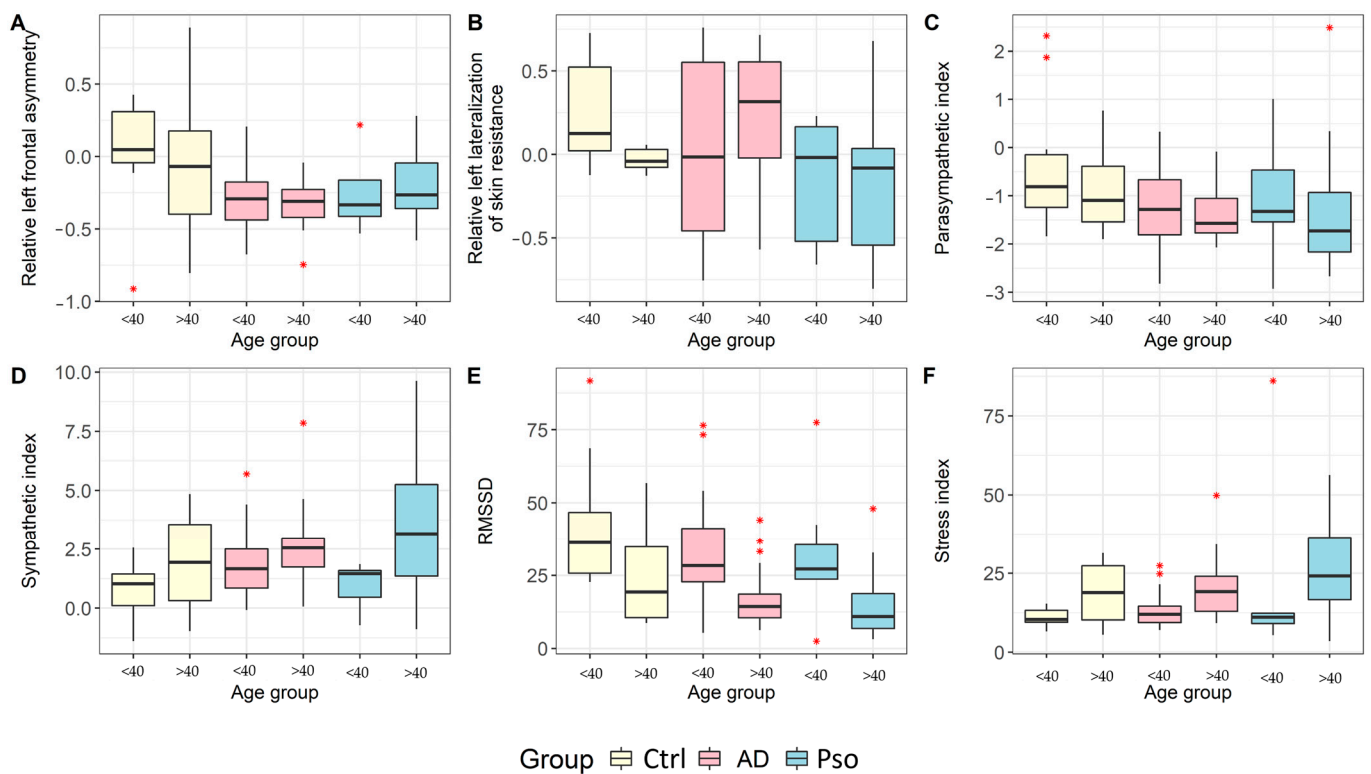 A
Relative left frontal asymmetry
0.5
0.0
−0.5
−1.0
<40 >40 <40 >40 <40 >40
Age group
B
Relative left lateralization
of skin resistance
0.5
0.0
−0.5
<40 >40 <40 >40 <40 >40
Age group
C
Parasympathetic index
2
1
0
−1
−2
−3
<40 >40 <40 >40 <40 >40
Age group
D
Sympathetic index
10.0
7.5
5.0
2.5
0.0
<40 >40 <40 >40 <40 >40
Age group
E
RMSSD
75
50
25
0
<40 >40 <40 >40 <40 >40
Age group
F
Stress index
75
50
25
0
<40 >40 <40 >40 <40 >40
Age group
Group Ctrl AD Pso